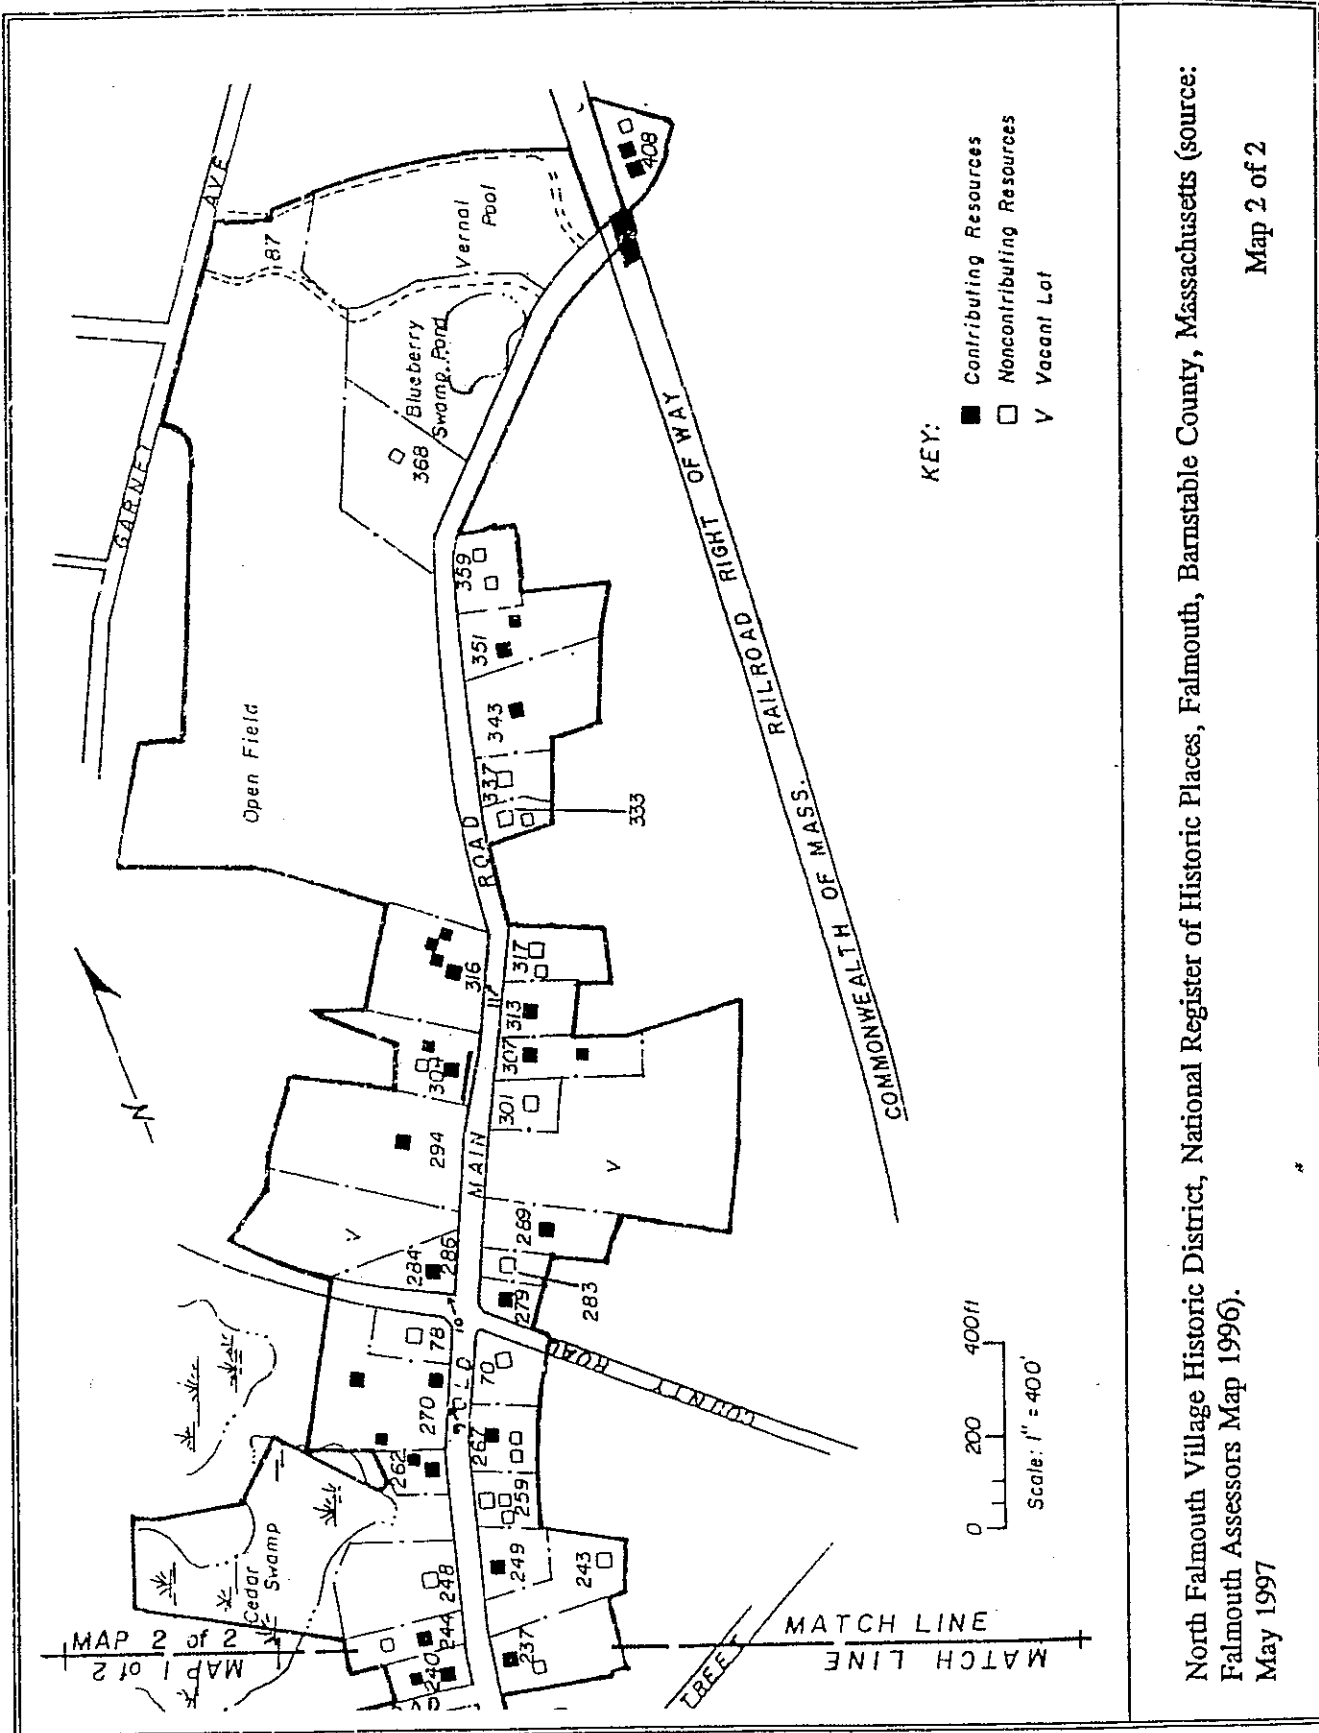 GARNET AVE
87
Vernal
Pool
Blueberry
Swamp Pond
368
408
359
351
343
337
333
Open Field
ROAD
316
317
11
313
307
304
301
294
MAIN
V
V
289
286
284
283
279
N
10
78
70
OLD
9
270
267
262
259
COUNTY ROAD
249
248
243
244
240
237
Cedar
Swamp
COMMONWEALTH OF MASS. RAILROAD RIGHT OF WAY
KEY:
Contributing Resources
Noncontributing Resources
V Vacant Lot
0 200 400ft
Scale: 1" = 400'
MAP 2 of 2
MAP 1 of 2
MATCH LINE
MATCH LINE
TREET
North Falmouth Village Historic District, National Register of Historic Places, Falmouth, Barnstable County, Massachusetts (source:
Falmouth Assessors Map 1996).
May 1997
Map 2 of 2